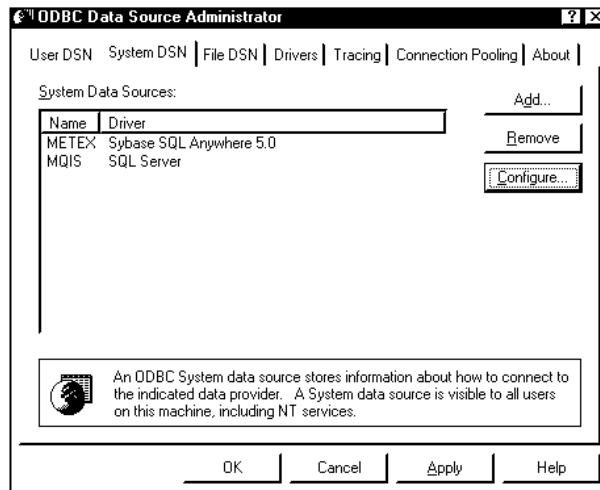 ODBC Data Source Administrator
User DSN System DSN File DSN Drivers Tracing Connection Pooling About
System Data Sources:
Add...
Name Driver
METEX Sybase SQL Anywhere 5.0
MQIS SQL Server
Remove
Configure...
An ODBC System data source stores information about how to connect to
the indicated data provider. A System data source is visible to all users
on this machine, including NT services.
OK Cancel Apply Help